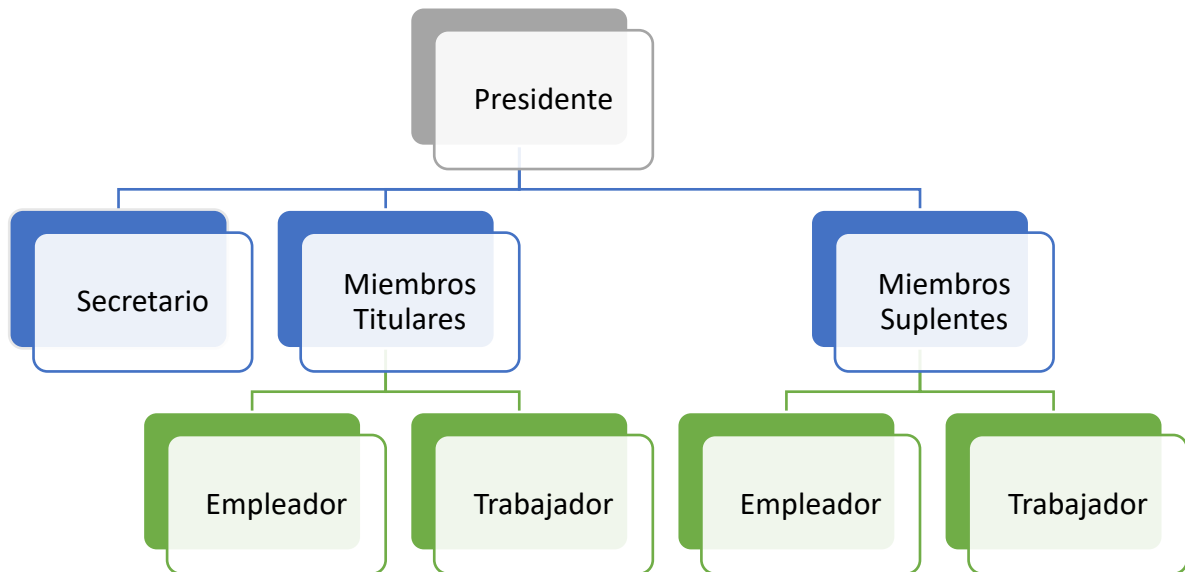 Presidente
Secretario
Miembros
Titulares
Miembros
Suplentes
Empleador
Trabajador
Empleador
Trabajador